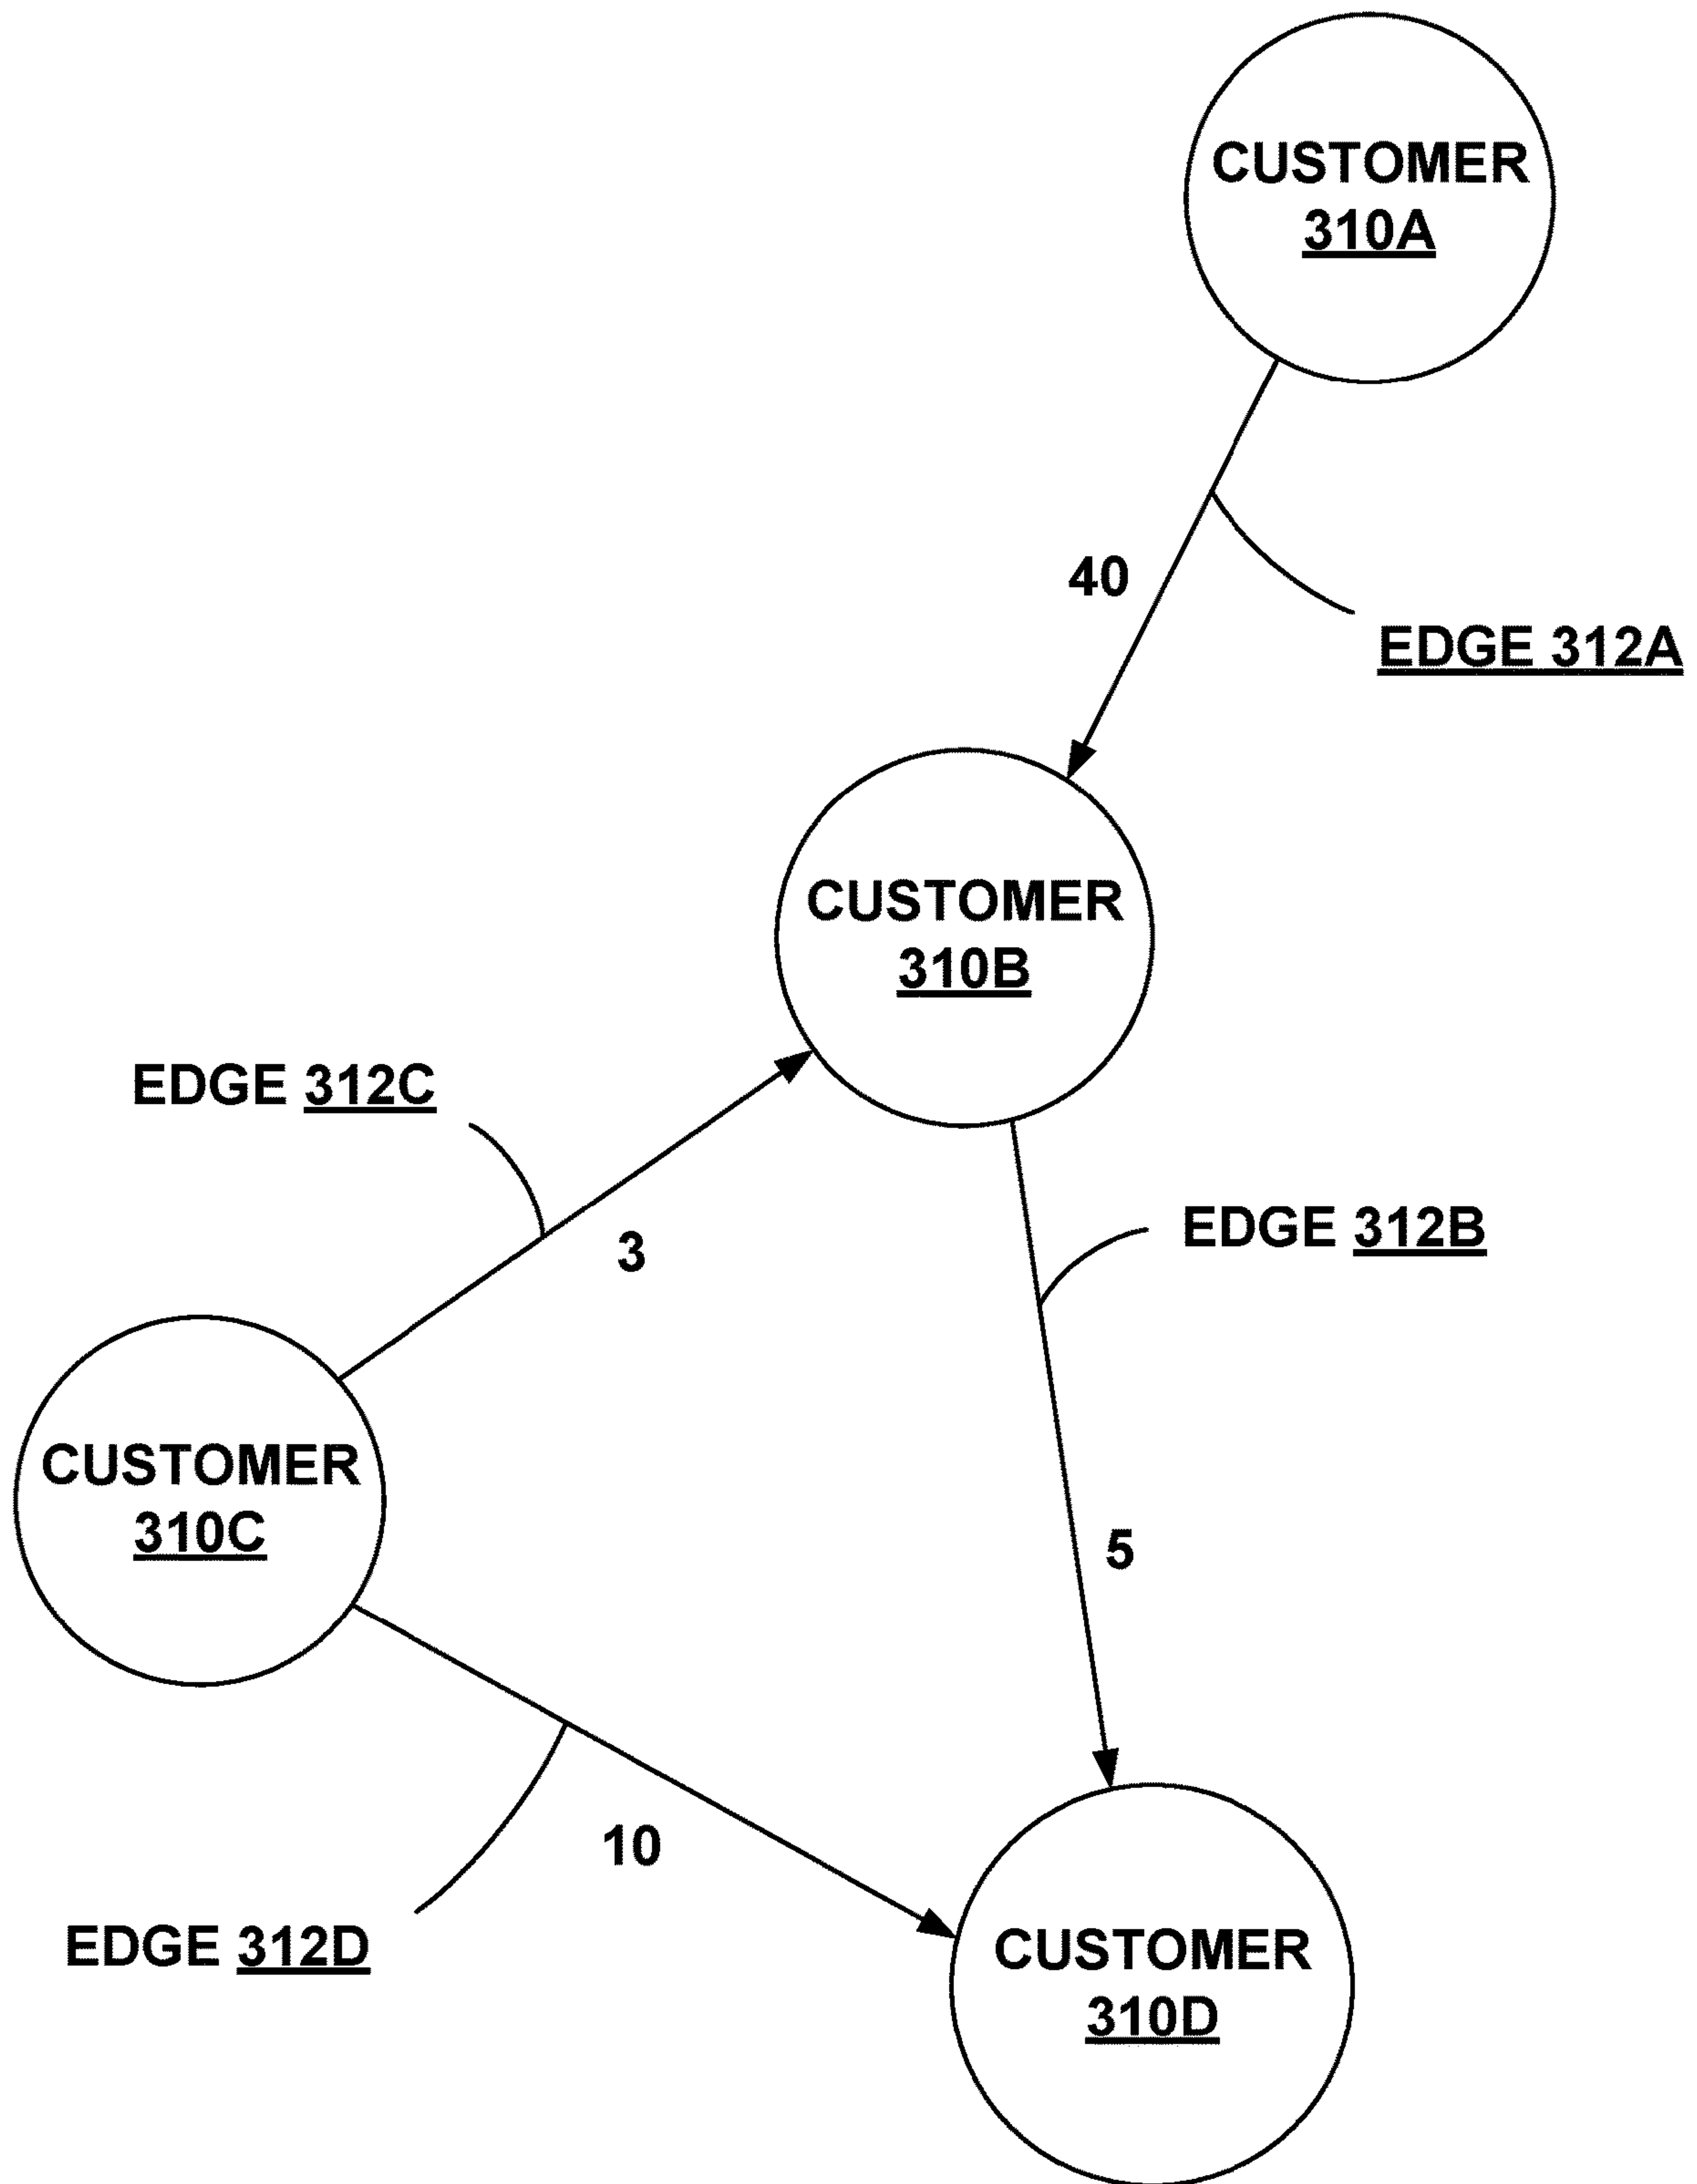 CUSTOMER
310A
40
EDGE 312A
CUSTOMER
310B
EDGE 312C
3
EDGE 312B
CUSTOMER
310C
5
10
EDGE 312D
CUSTOMER
310D